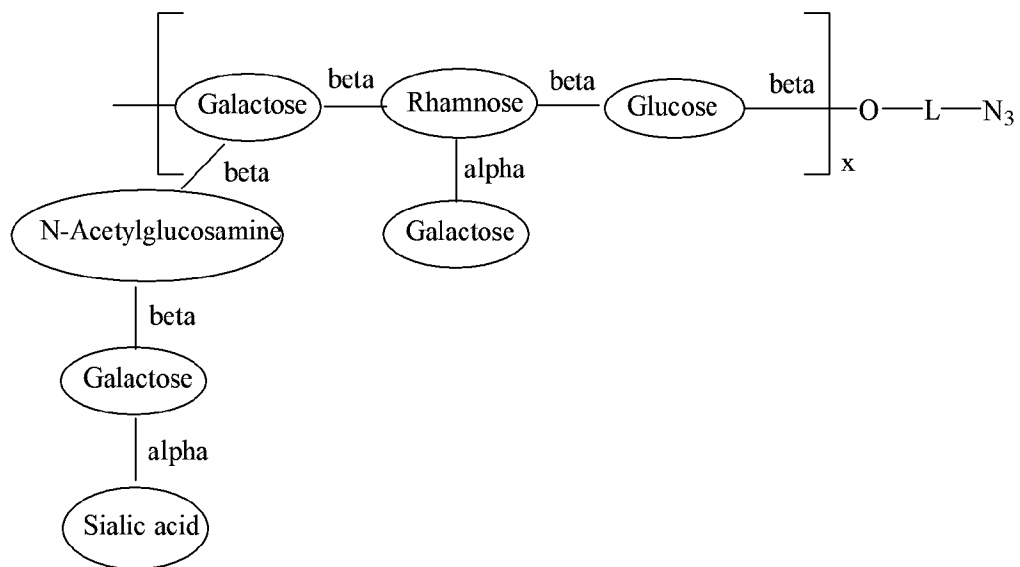 beta
beta
beta
Galactose
Rhamnose
Glucose
O
L
N3
beta
alpha
x
N-Acetylglucosamine
Galactose
beta
Galactose
alpha
Sialic acid